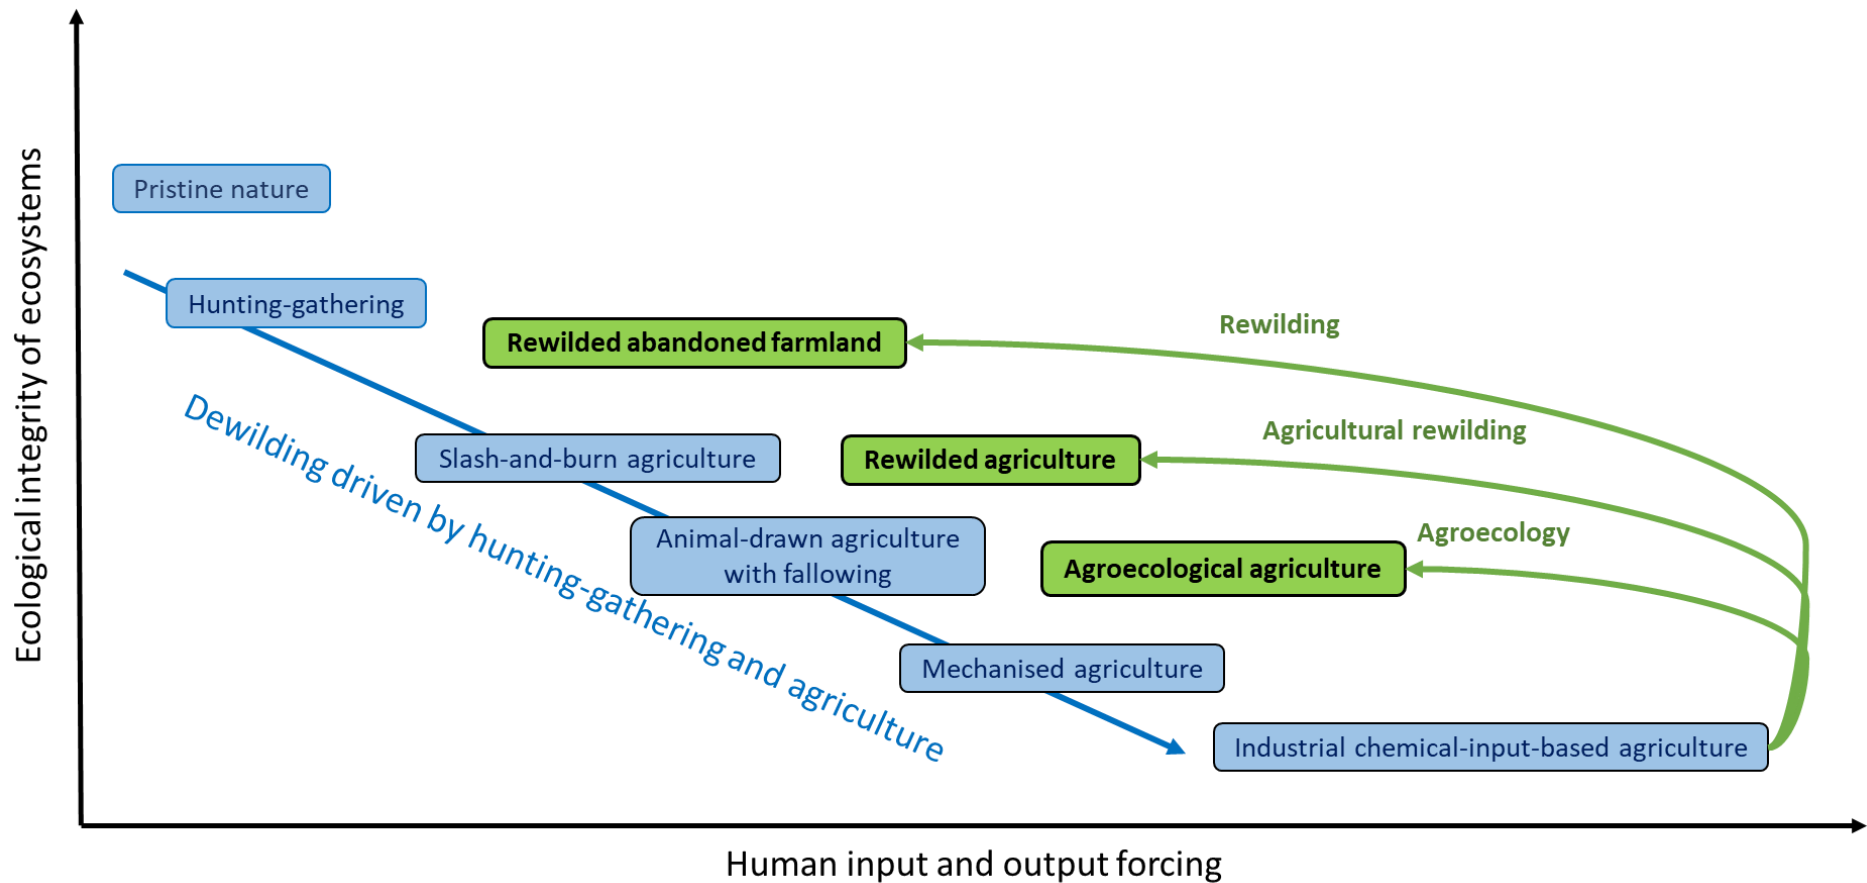 Ecological integrity of ecosystems
Pristine nature
Hunting-gathering
Rewilded abandoned farmland
Rewilding
Dewilding driven by hunting-gathering and agriculture
Slash-and-burn agriculture
Rewilded agriculture
Agricultural rewilding
Animal-drawn agriculture
with fallowing
Agroecological agriculture
Agroecology
Mechanised agriculture
Industrial chemical-input-based agriculture
Human input and output forcing